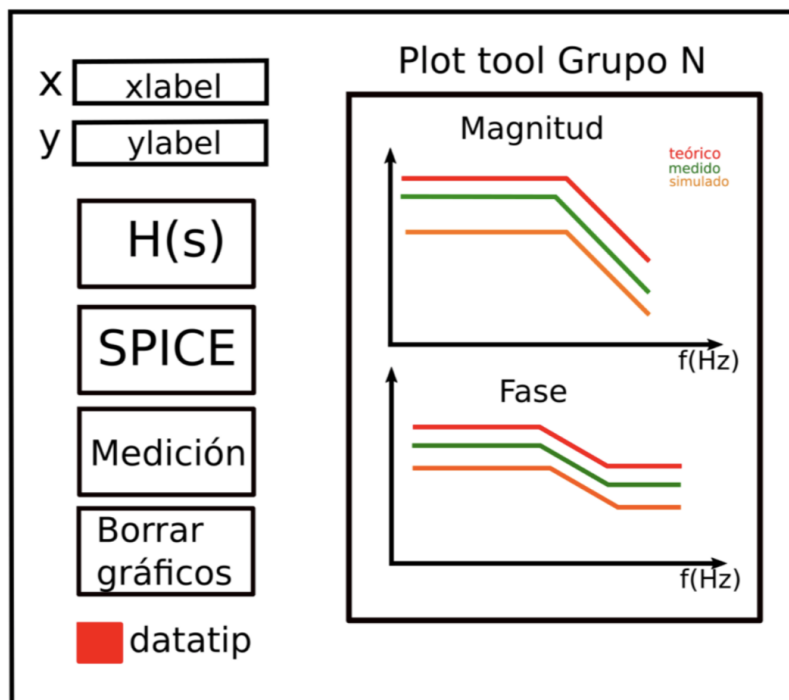 x xlabel
y ylabel
H(s)
SPICE
Medición
Borrar
gráficos
datatip
Plot tool Grupo N
Magnitud
teórico
medido
simulado
f(Hz)
Fase
f(Hz)